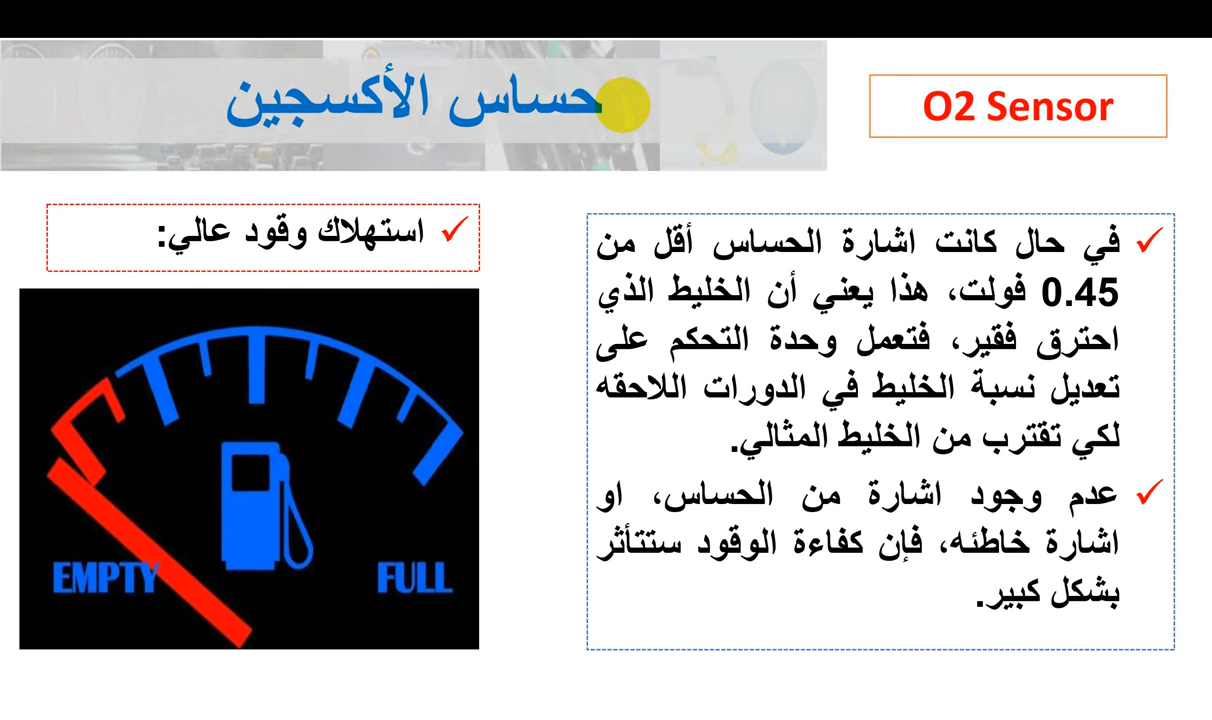 حساس الأكسجين
O2 Sensor
استهلاك وقود عالي:
في حال كانت اشارة الحساس أقل من
0.45 فولت، هذا يعني أن الخليط الذي
احترق فقير، فتعمل وحدة التحكم على
تعديل نسبة الخليط في الدورات اللاحقه
لكي تقترب من الخليط المثالي.
عدم وجود اشارة من الحساس، او
اشارة خاطئه، فإن كفاءة الوقود ستتأثر
بشكل كبير.
EMPTY
FULL